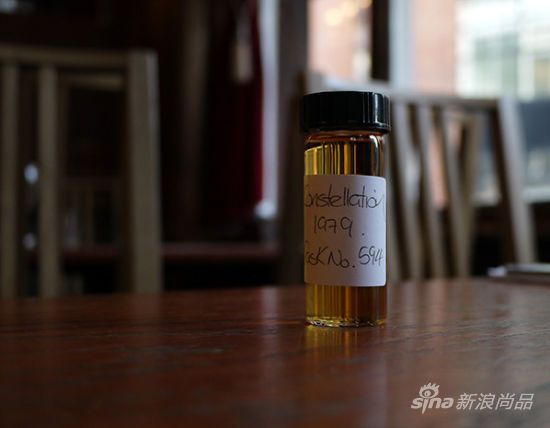 Constellation
1979.
Cask No. 594
sina 新浪尚品